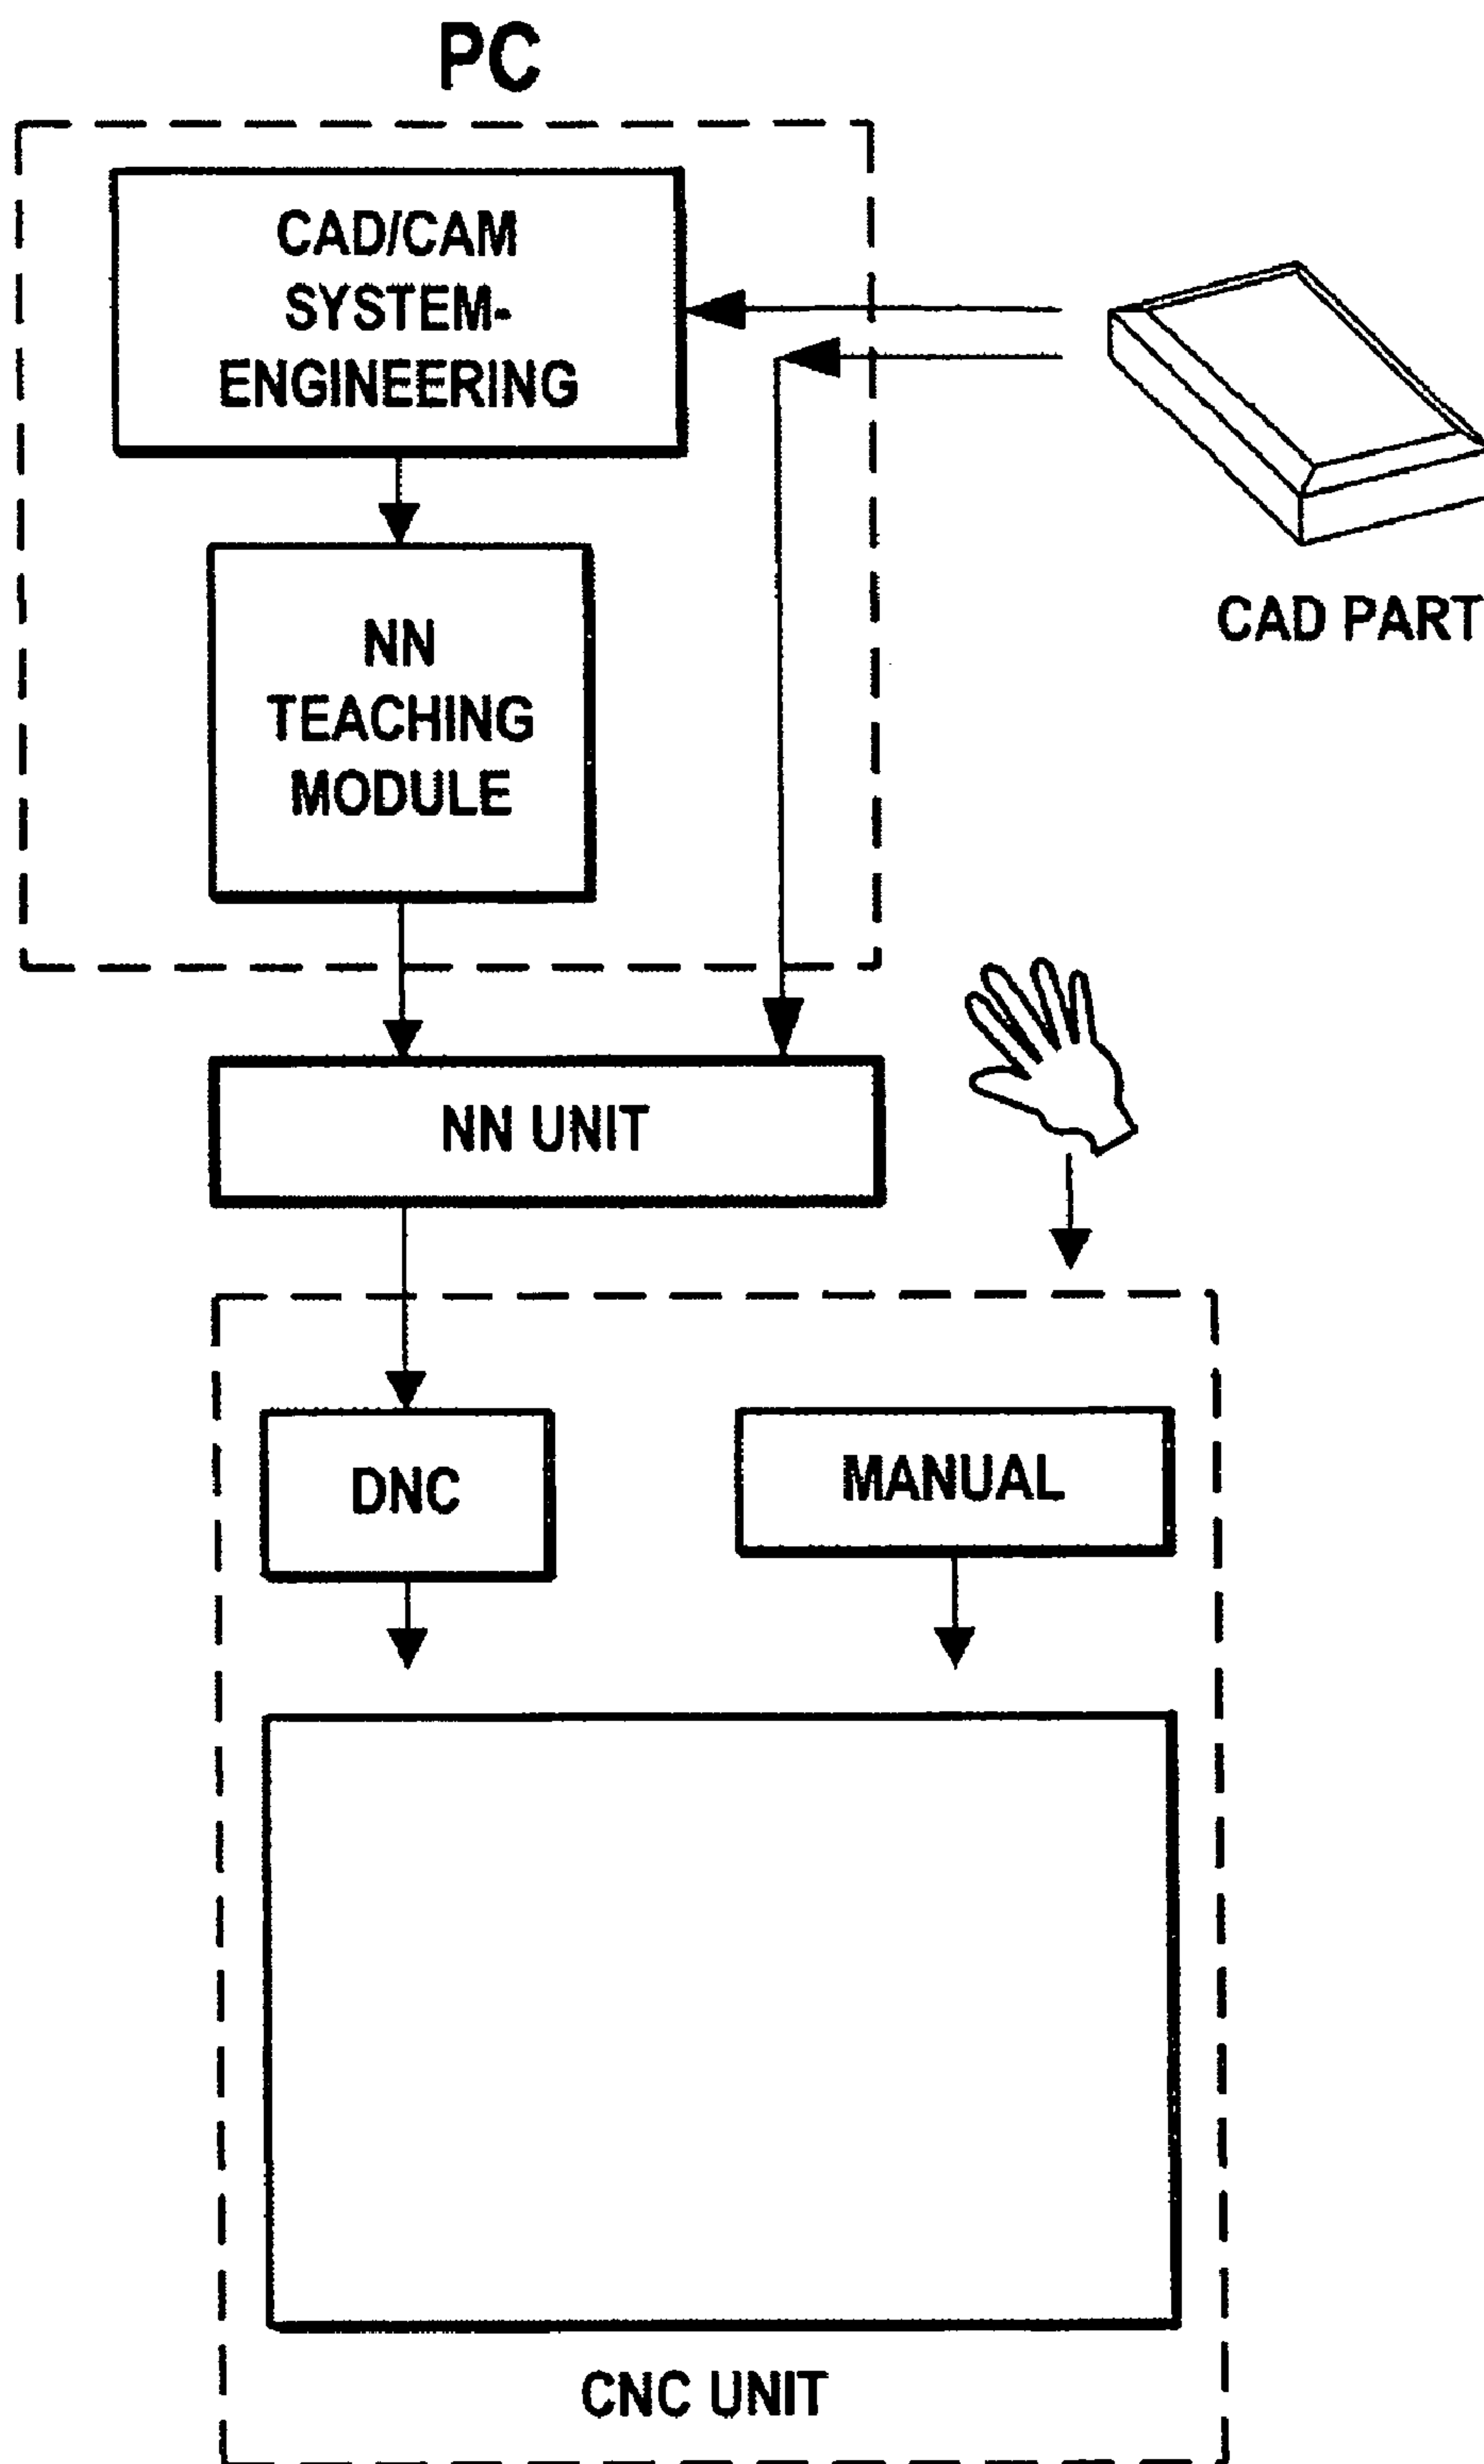 PC
CAD/CAM
SYSTEM-
ENGINEERING
CAD PART
NN
TEACHING
MODULE
NN UNIT
DNC
MANUAL
CNC UNIT